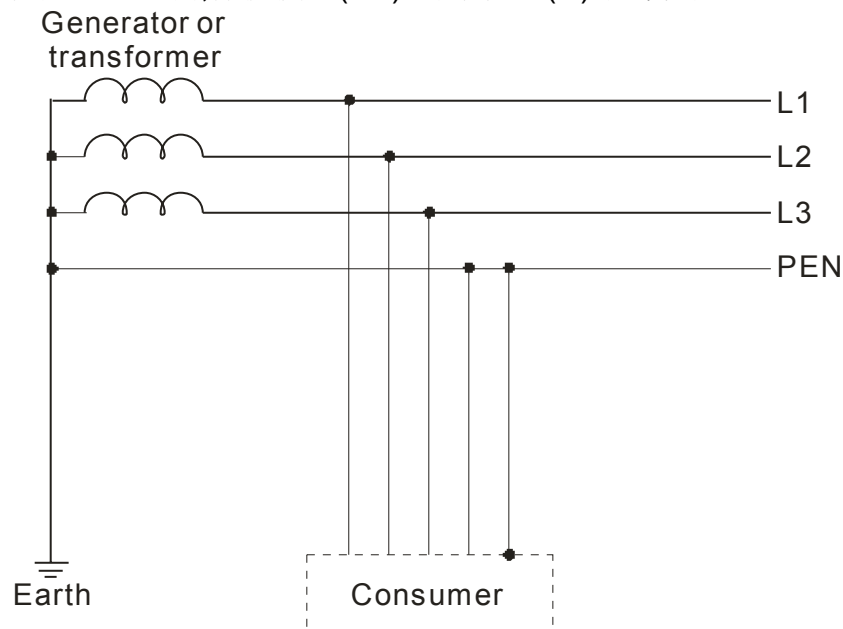 Generator or
transformer
L1
L2
L3
PEN
Earth
Consumer